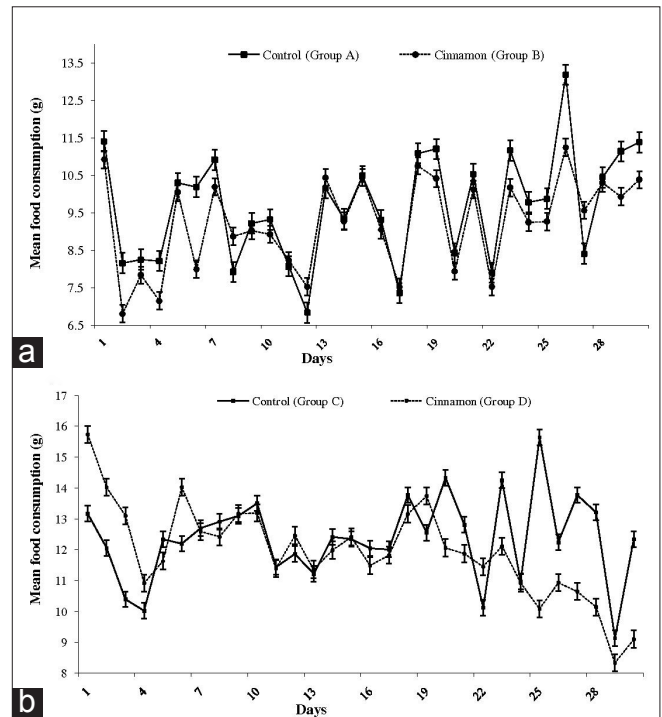 Control (Group A) Cinnamon (Group B)
Mean food consumption (g)
13.5
12.5
11.5
10.5
9.5
8.5
7.5
6.5
1 4 7 10 13 16 19 22 25 28
Days
a
Control (Group C) Cinnamon (Group D)
Mean food consumption (g)
17
16
15
14
13
12
11
10
9
8
1 4 7 10 13 16 19 22 25 28
Days
b